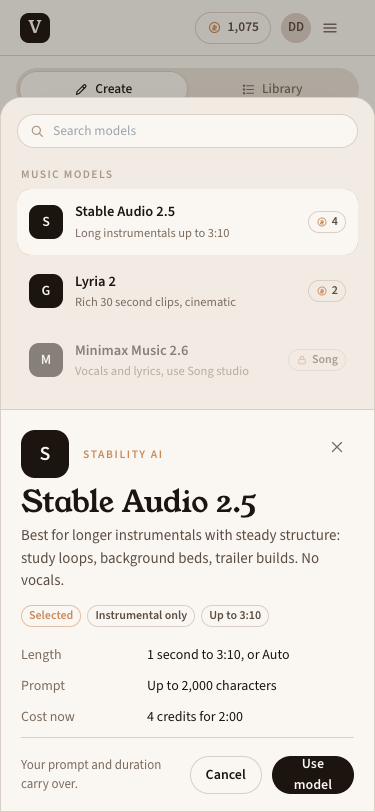 V
1,075
DD
Create
Library
Search models
MUSIC MODELS
S
Stable Audio 2.5
Long instrumentals up to 3:10
4
G
Lyria 2
Rich 30 second clips, cinematic
2
M
Minimax Music 2.6
Vocals and lyrics, use Song studio
Song
S
STABILITY AI
Stable Audio 2.5
Best for longer instrumentals with steady structure:
study loops, background beds, trailer builds. No
vocals.
Selected
Instrumental only
Up to 3:10
Length
1 second to 3:10, or Auto
Prompt
Up to 2,000 characters
Cost now
4 credits for 2:00
Your prompt and duration
carry over.
Cancel
Use
model